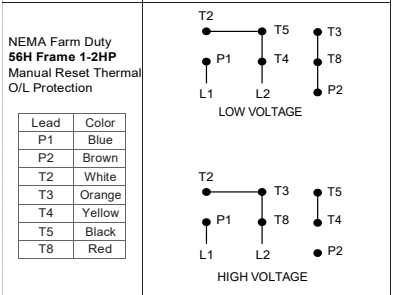 NEMA Farm Duty
56H Frame 1-2HP
Manual Reset Thermal
O/L Protection
Lead Color
P1 Blue
P2 Brown
T2 White
T3 Orange
T4 Yellow
T5 Black
T8 Red
T2
T5 T3
P1 T4 T8
L1 L2 P2
LOW VOLTAGE
T2
T3 T5
P1 T8 T4
L1 L2 P2
HIGH VOLTAGE